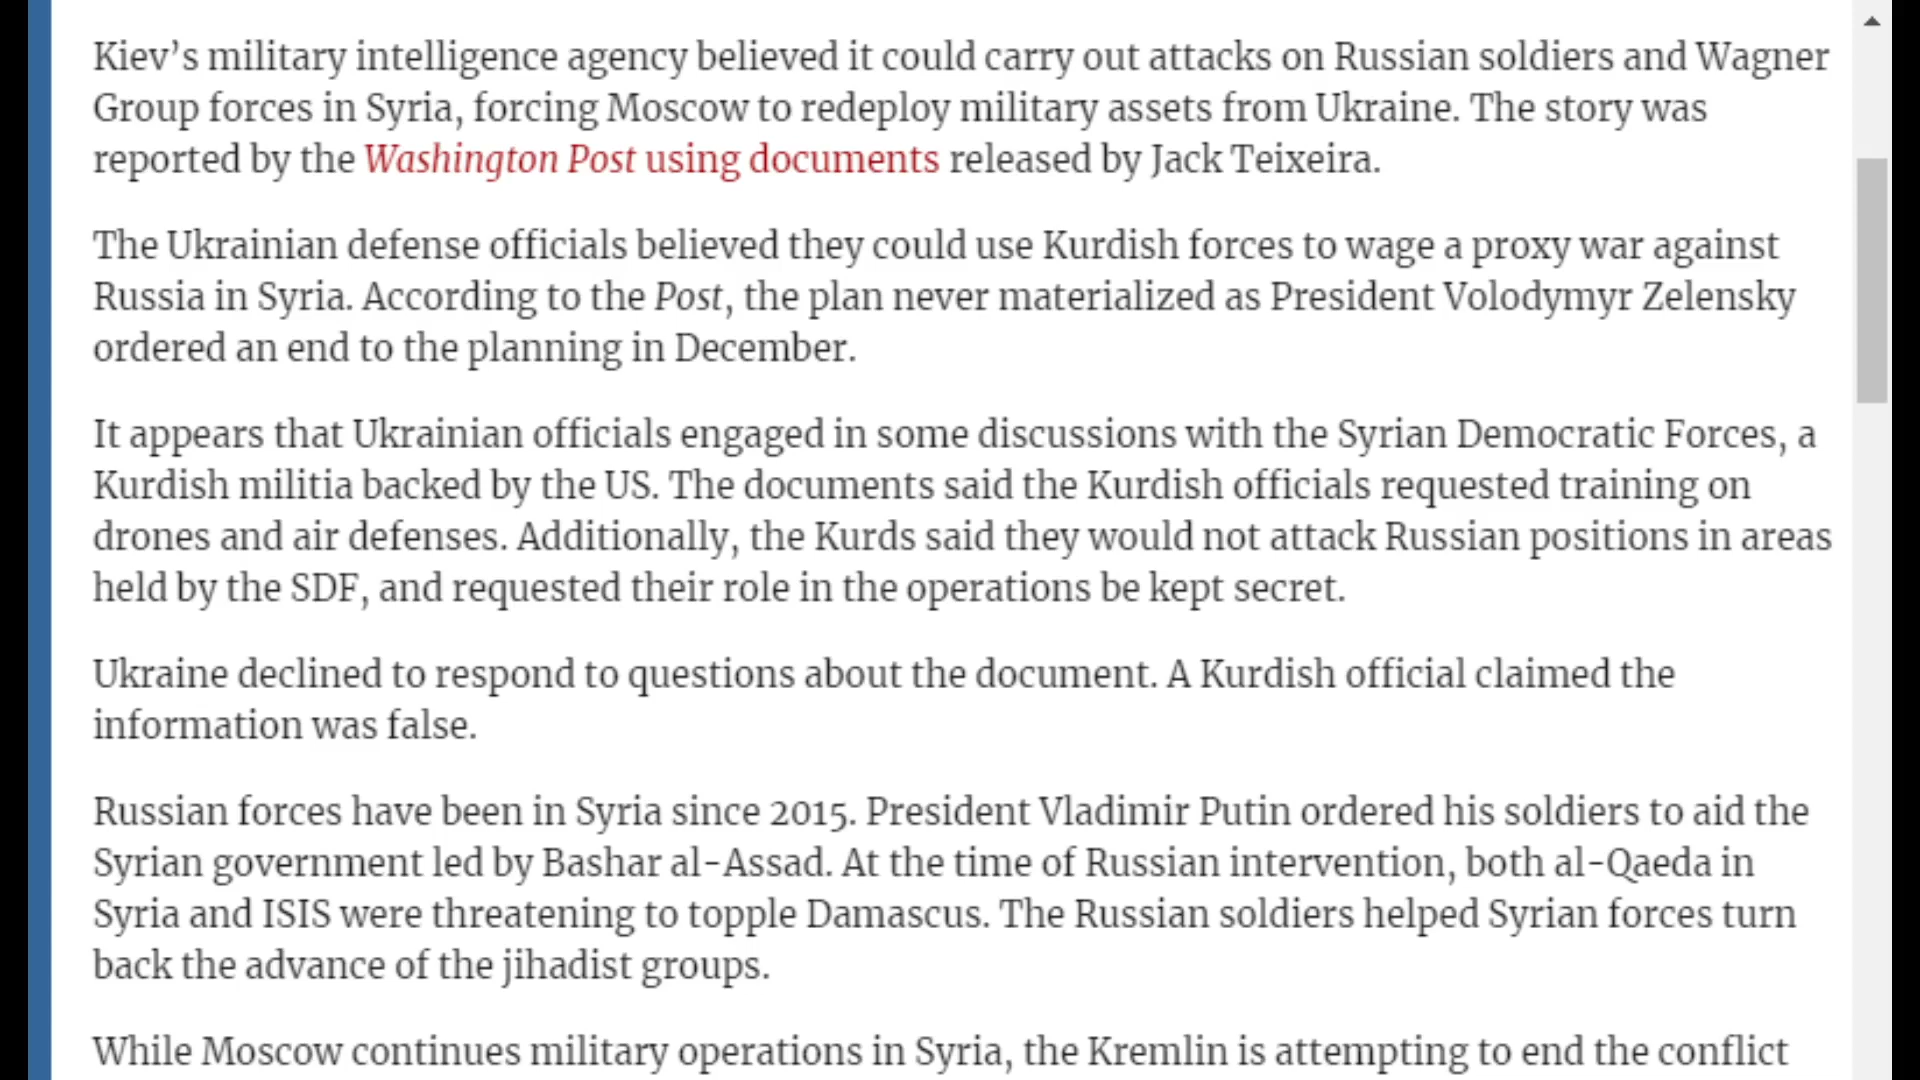 Kiev’s military intelligence agency believed it could carry out attacks on Russian soldiers and Wagner
Group forces in Syria, forcing Moscow to redeploy military assets from Ukraine. The story was
reported by the Washington Post using documents released by Jack Teixeira.
The Ukrainian defense officials believed they could use Kurdish forces to wage a proxy war against
Russia in Syria. According to the Post, the plan never materialized as President Volodymyr Zelensky
ordered an end to the planning in December.
It appears that Ukrainian officials engaged in some discussions with the Syrian Democratic Forces, a
Kurdish militia backed by the US. The documents said the Kurdish officials requested training on
drones and air defenses. Additionally, the Kurds said they would not attack Russian positions in areas
held by the SDF, and requested their role in the operations be kept secret.
Ukraine declined to respond to questions about the document. A Kurdish official claimed the
information was false.
Russian forces have been in Syria since 2015. President Vladimir Putin ordered his soldiers to aid the
Syrian government led by Bashar al-Assad. At the time of Russian intervention, both al-Qaeda in
Syria and ISIS were threatening to topple Damascus. The Russian soldiers helped Syrian forces turn
back the advance of the jihadist groups.
While Moscow continues military operations in Syria, the Kremlin is attempting to end the conflict